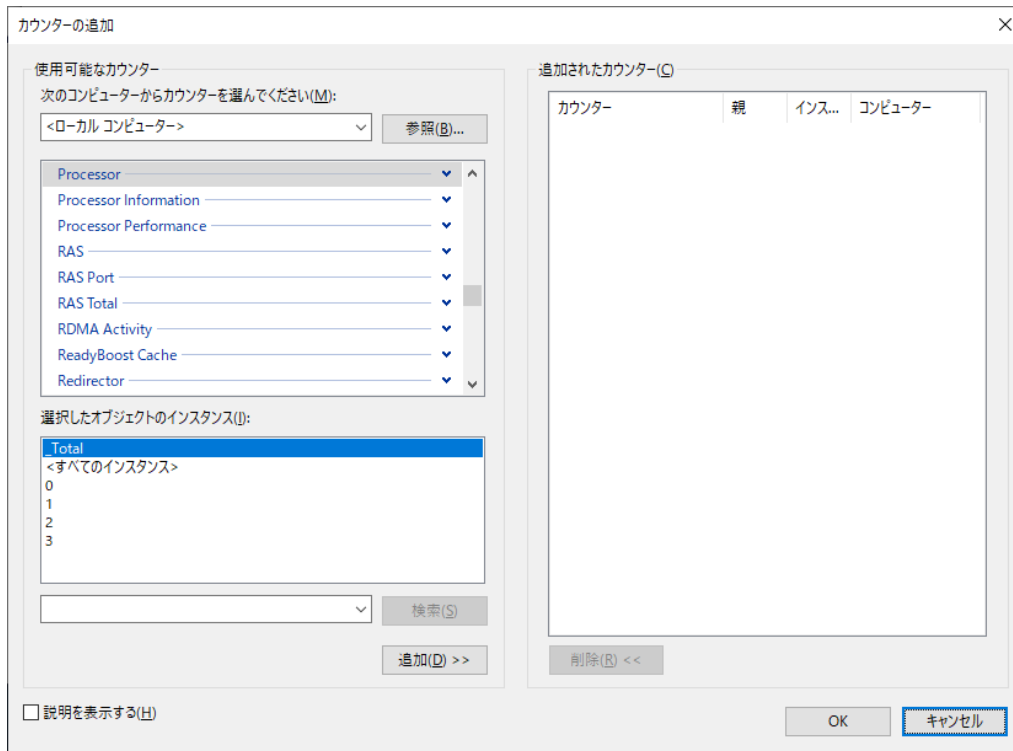 カウンターの追加
使用可能なカウンター
次のコンピューターからカウンターを選んでください(M):
<ローカル コンピューター>
参照(B)...
Processor
Processor Information
Processor Performance
RAS
RAS Port
RAS Total
RDMA Activity
ReadyBoost Cache
Redirector
選択したオブジェクトのインスタンス(I):
_Total
<すべてのインスタンス>
0
1
2
3
検索(S)
追加(D) >>
説明を表示する(H)
追加されたカウンター(C)
カウンター 親 インス... コンピューター
削除(R) <<
OK キャンセル